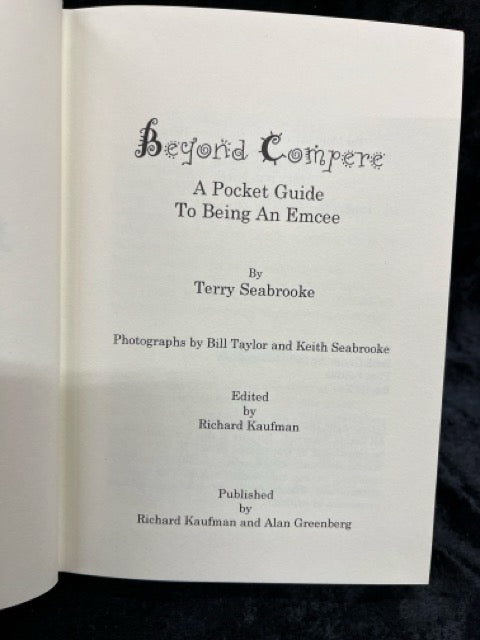 Beyond Compere
A Pocket Guide
To Being An Emcee
By
Terry Seabrooke
Photographs by Bill Taylor and Keith Seabrooke
Edited
by
Richard Kaufman
Published
by
Richard Kaufman and Alan Greenberg